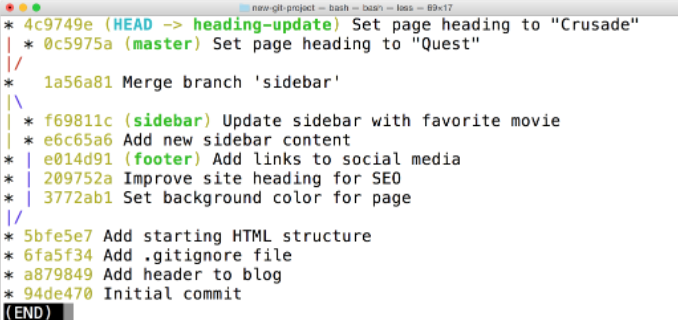 new-git-project — bash — bash — less — 69×17
* 4c9749e (HEAD -> heading-update) Set page heading to "Crusade"
| * 0c5975a (master) Set page heading to "Quest"
|/
*   1a56a81 Merge branch 'sidebar'
|\
| * f69811c (sidebar) Update sidebar with favorite movie
| * e6c65a6 Add new sidebar content
* | e014d91 (footer) Add links to social media
* | 209752a Improve site heading for SEO
* | 3772ab1 Set background color for page
|/
* 5bfe5e7 Add starting HTML structure
* 6fa5f34 Add .gitignore file
* a879849 Add header to blog
* 94de470 Initial commit
(END)